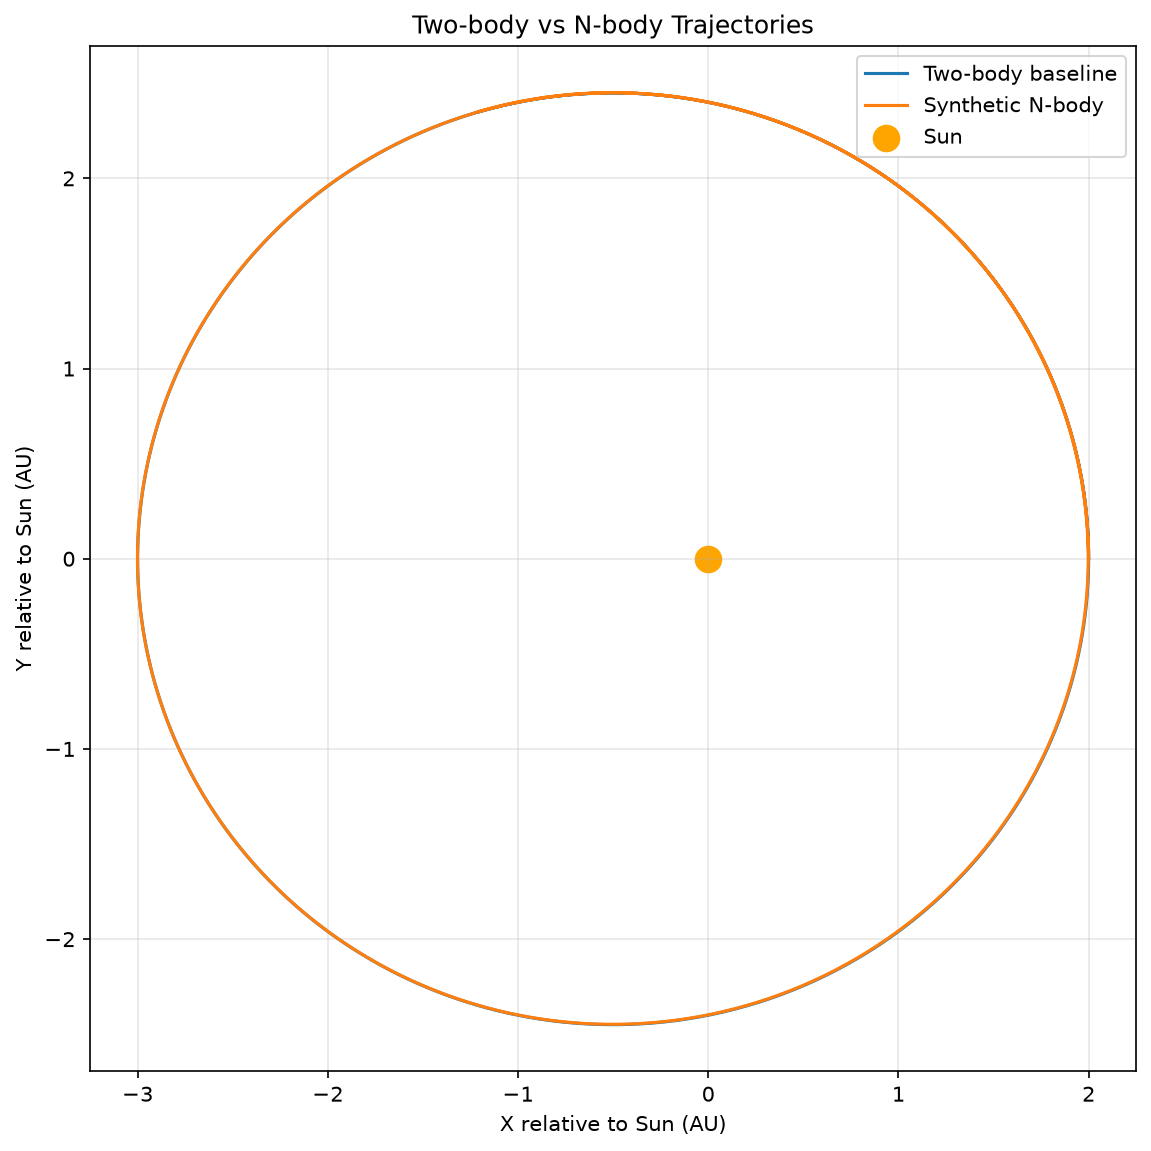 Two-body vs N-body Trajectories
Two-body baseline
Synthetic N-body
Sun
2
1
0
−1
−2
Y relative to Sun (AU)
−3
−2
−1
0
1
2
X relative to Sun (AU)